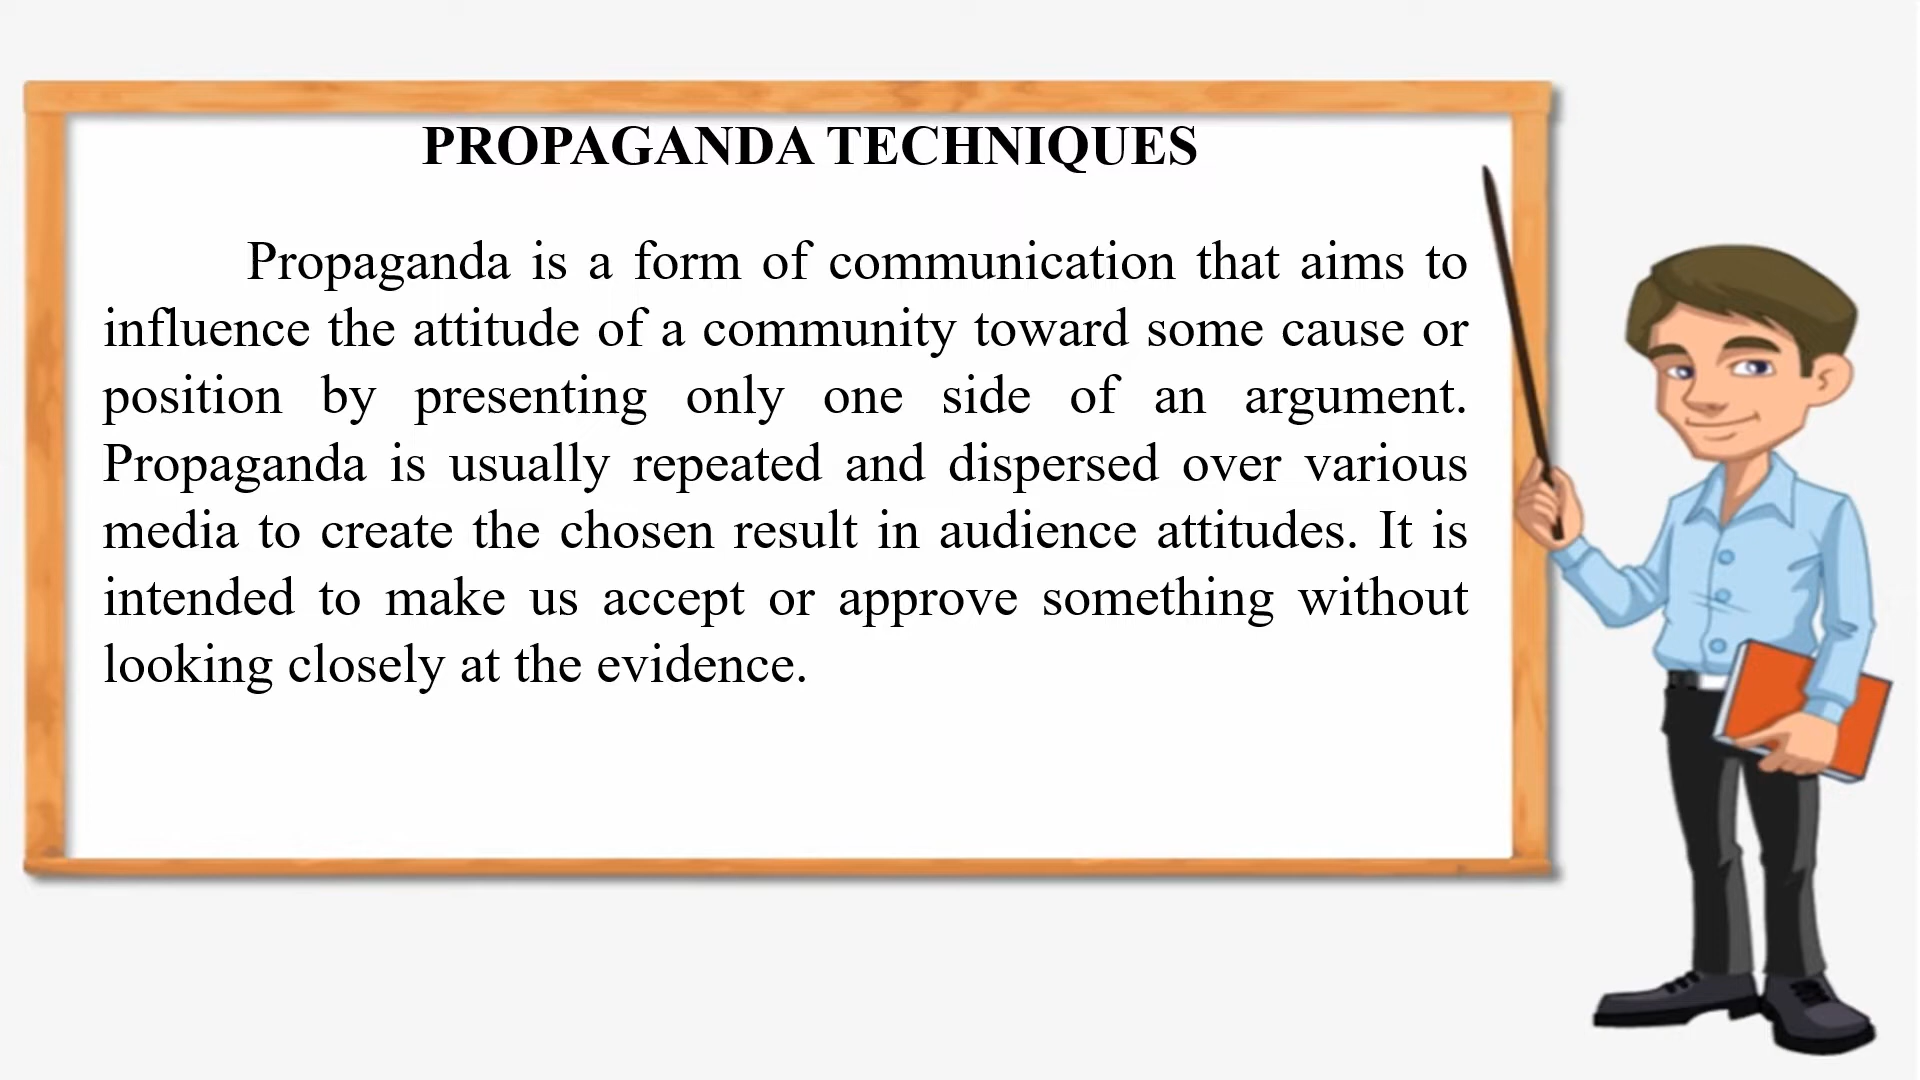 PROPAGANDA TECHNIQUES
Propaganda is a form of communication that aims to
influence the attitude of a community toward some cause or
position by presenting only one side of an argument.
Propaganda is usually repeated and dispersed over various
media to create the chosen result in audience attitudes. It is
intended to make us accept or approve something without
looking closely at the evidence.